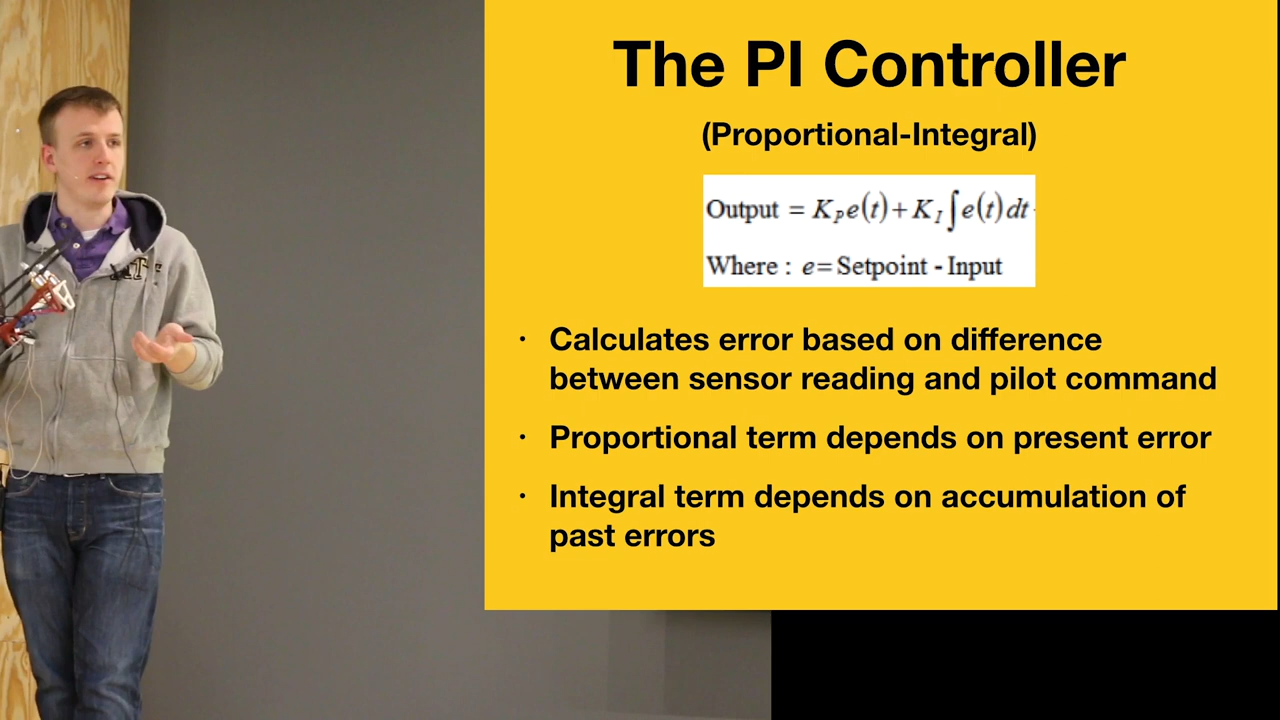 The PI Controller
(Proportional-Integral)
Output = K_P e(t) + K_I ∫ e(t) dt
Where : e= Setpoint - Input
· Calculates error based on difference
between sensor reading and pilot command
· Proportional term depends on present error
· Integral term depends on accumulation of
past errors